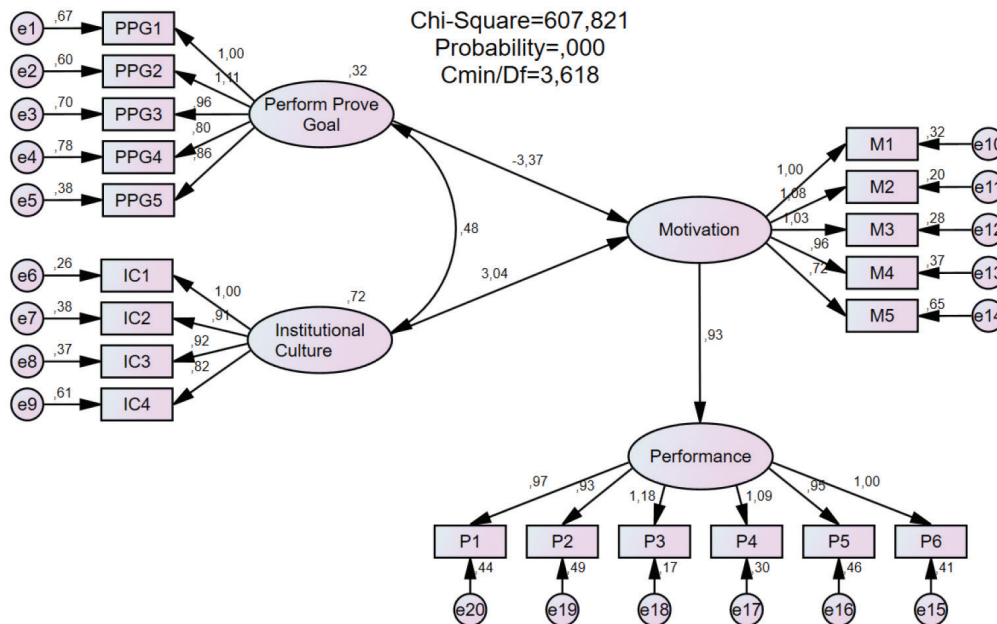 Chi-Square=607,821
Probability=,000
Cmin/Df=3,618
e1 ,67 PPG1 1,00
e2 ,60 PPG2 1,11
e3 ,70 PPG3 ,96
e4 ,78 PPG4 ,80
e5 ,38 PPG5 ,86
,32
Perform Prove
Goal
-3,37
,48
e6 ,26 IC1 1,00
e7 ,38 IC2 ,91
e8 ,37 IC3 ,92
e9 ,61 IC4 ,82
,72
Institutional
Culture
3,04
Motivation
1,00 M1 ,32 e10
1,08 M2 ,20 e11
1,03 M3 ,28 e12
,96 M4 ,37 e13
,72 M5 ,65 e14
,93
Performance
,97 ,93 1,18 1,09 ,95 1,00
P1 P2 P3 P4 P5 P6
,44 ,49 ,17 ,30 ,46 ,41
e20 e19 e18 e17 e16 e15